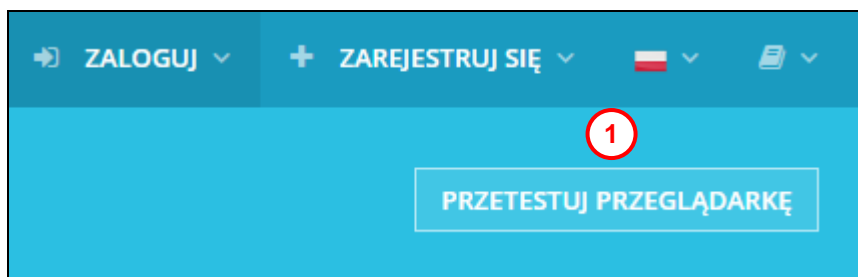 ZALOGUJ ZAREJESTRUJ SIĘ
1
PRZETESTUJ PRZEGLĄDARKĘ